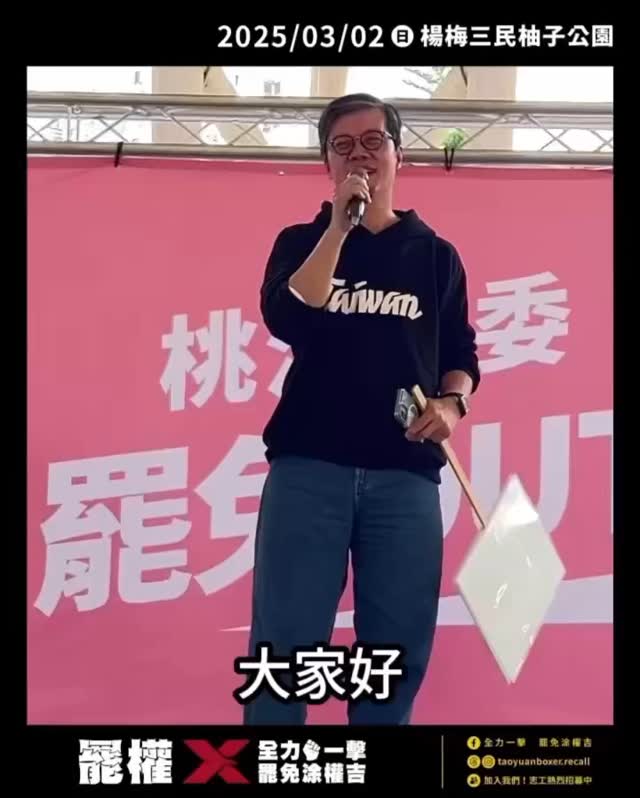 2025/03/02 日 楊梅三民柚子公園
Taiwan
桃 委
罷免 OUT
大家好
罷權
全力一擊
罷免涂權吉
全力一擊 罷免涂權吉
taoyuanboxer.recall
加入我們！志工熱烈招募中